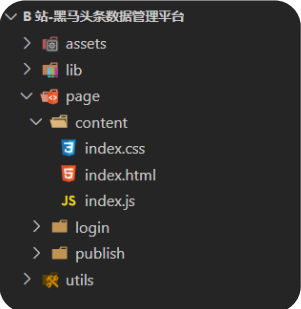 B 站-黑马头条数据管理平台
assets
lib
page
content
index.css
index.html
JS index.js
login
publish
utils